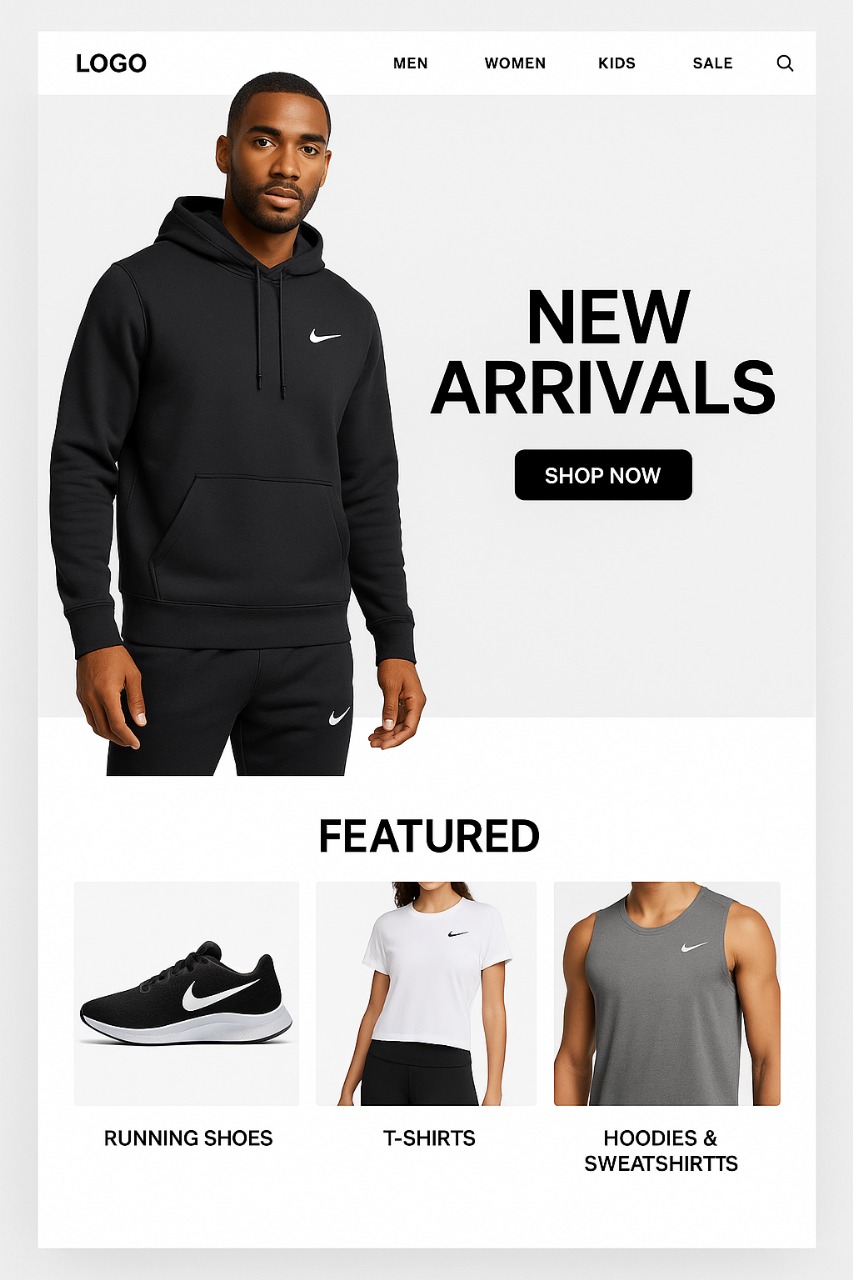 LOGO
MEN WOMEN KIDS SALE
NEW
ARRIVALS
SHOP NOW
FEATURED
RUNNING SHOES
T-SHIRTS
HOODIES &
SWEATSHIRTTS